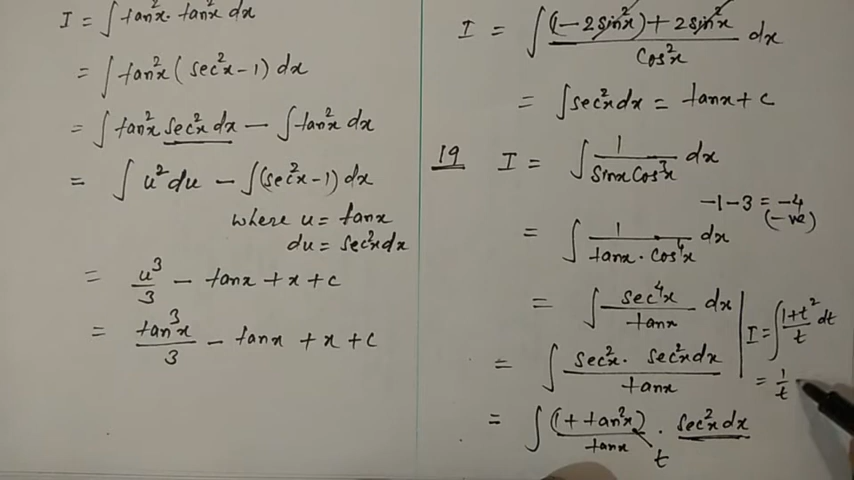 I = ∫tan²x · tan²x dx
= ∫tan²x (sec²x − 1) dx
= ∫tan²x sec²x dx − ∫tan²x dx
= ∫u² du − ∫(sec²x − 1) dx
where u = tanx
du = sec²x dx
= u³/3 − tanx + x + c
= tan³x/3 − tanx + x + c
I = ∫(1 − 2sin²x) + 2sin²x/cos²x dx
= ∫sec²x dx = tanx + c
19 I = ∫1/sinx cos³x dx
−1−3 = −4
(−ve)
= ∫1/tanx · cos⁴x dx
= ∫sec⁴x/tanx dx
= ∫sec²x · sec²x dx/tanx
= ∫(1 + tan²x)/tanx · sec²x dx
t
I = ∫1+t²/t dt
= 1/t